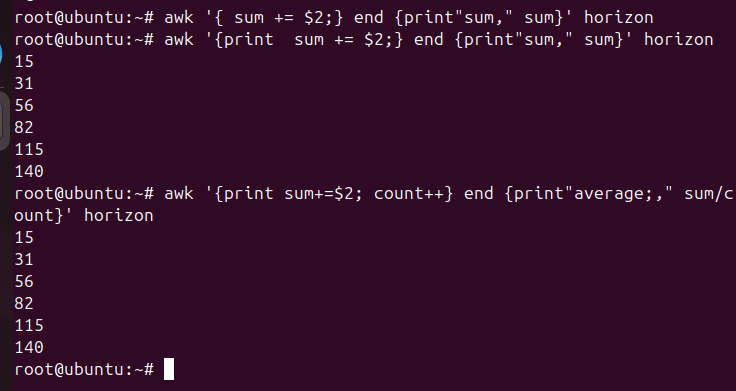 root@ubuntu:~# awk '{ sum += $2;} end {print"sum," sum}' horizon
root@ubuntu:~# awk '{print  sum += $2;} end {print"sum," sum}' horizon
15
31
56
82
115
140
root@ubuntu:~# awk '{print sum+=$2; count++} end {print"average;," sum/c
ount}' horizon
15
31
56
82
115
140
root@ubuntu:~#